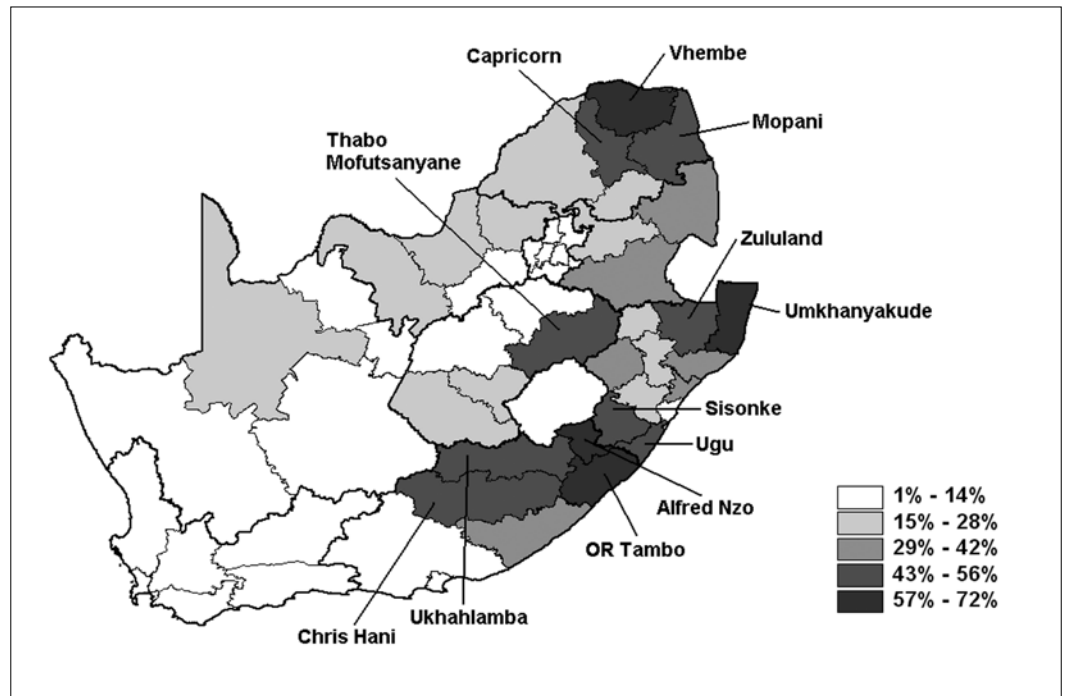 Vhembe
Capricorn
Mopani
Thabo
Mofutsanyane
Zululand
Umkhanyakude
Sisonke
Ugu
Alfred Nzo
OR Tambo
Ukhahlamba
Chris Hani
1% - 14%
15% - 28%
29% - 42%
43% - 56%
57% - 72%